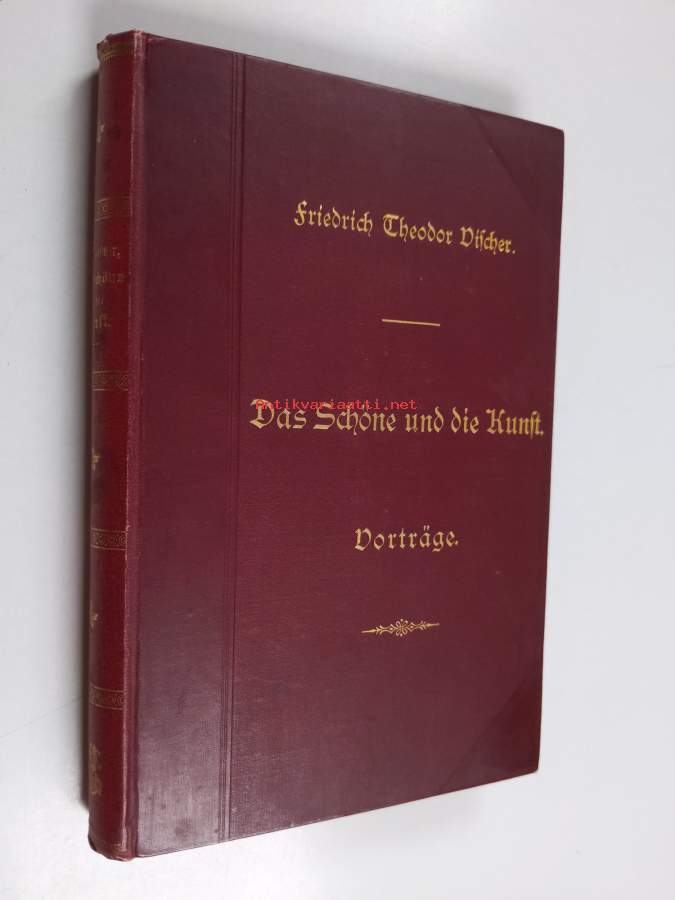 Friedrich Theodor Vischer.
Antikvariaatti.net
Das Schöne und die Kunst.
Vorträge.